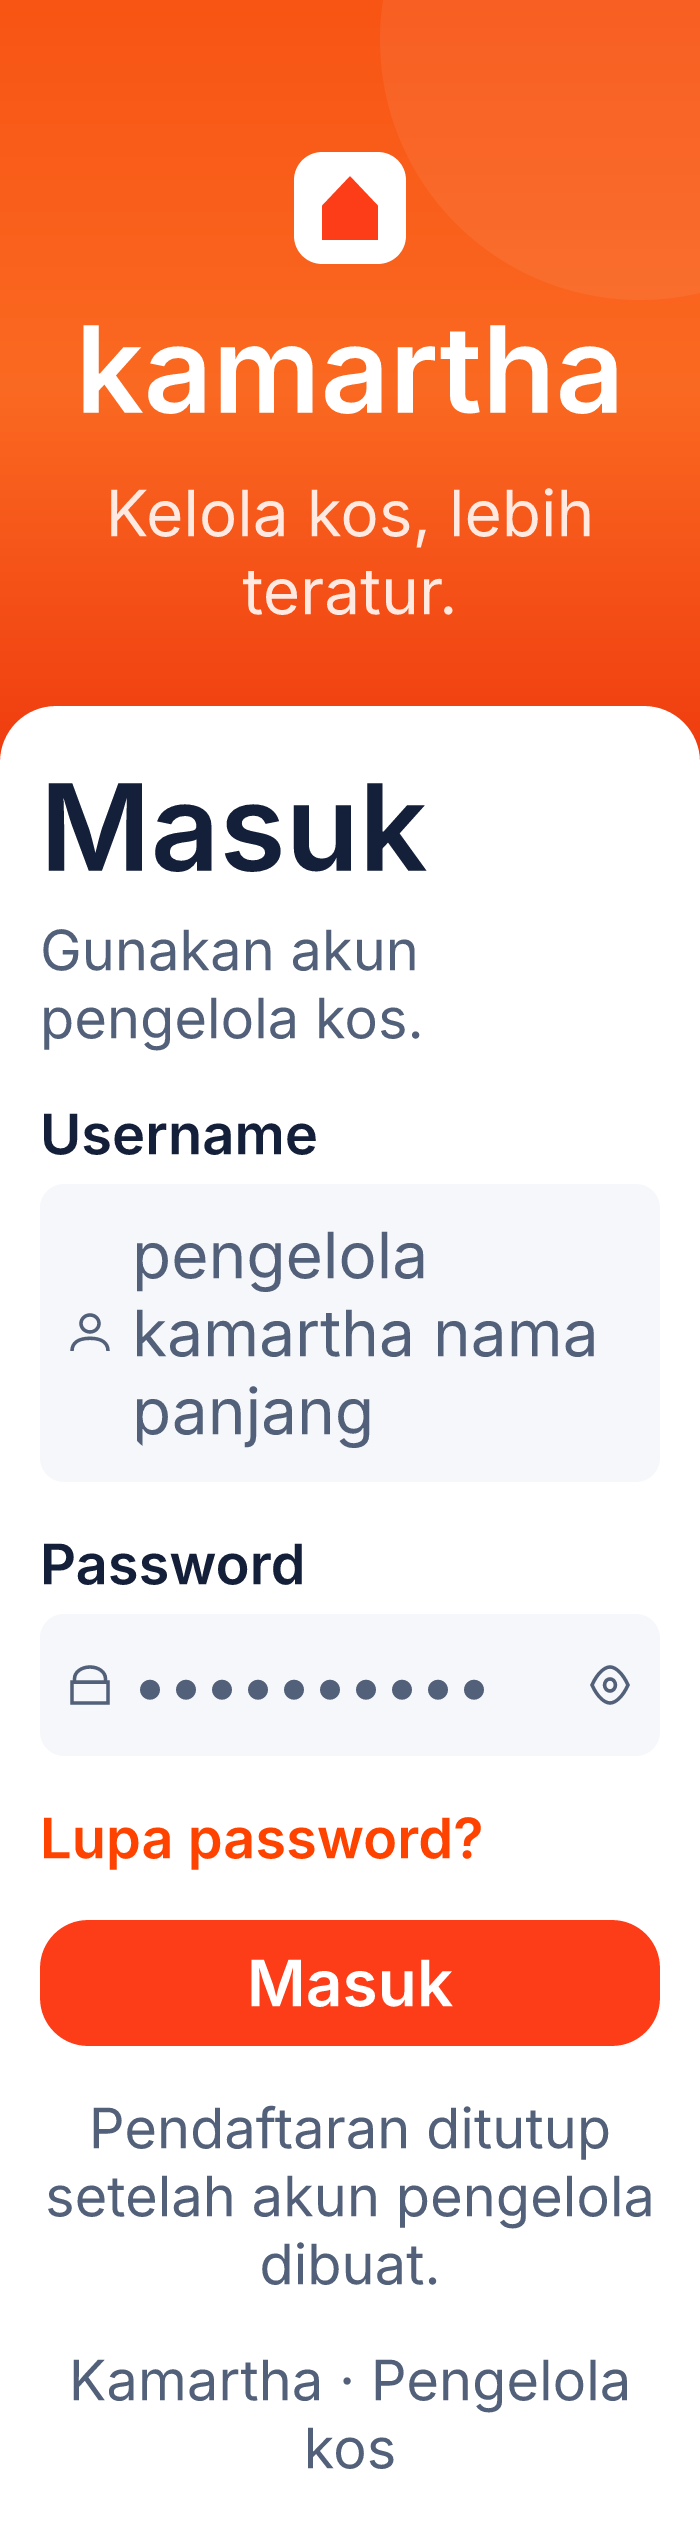 kamartha
Kelola kos, lebih
teratur.
Masuk
Gunakan akun
pengelola kos.
Username
pengelola
kamartha nama
panjang
Password
Lupa password?
Masuk
Pendaftaran ditutup
setelah akun pengelola
dibuat.
Kamartha · Pengelola
kos